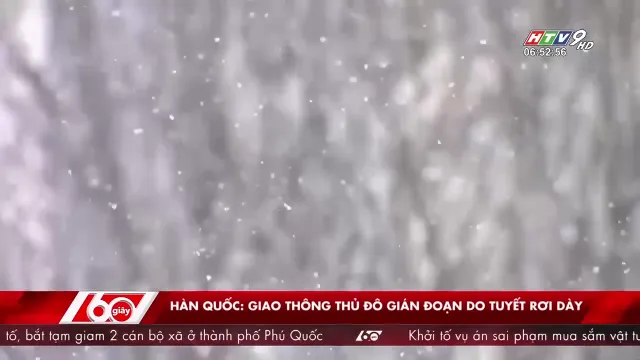 HTV9 HD
06:52:56
60 giây
HÀN QUỐC: GIAO THÔNG THỦ ĐÔ GIÁN ĐOẠN DO TUYẾT RƠI DÀY
tố, bắt tạm giam 2 cán bộ xã ở thành phố Phú Quốc 60 Khởi tố vụ án sai phạm mua sắm vật t